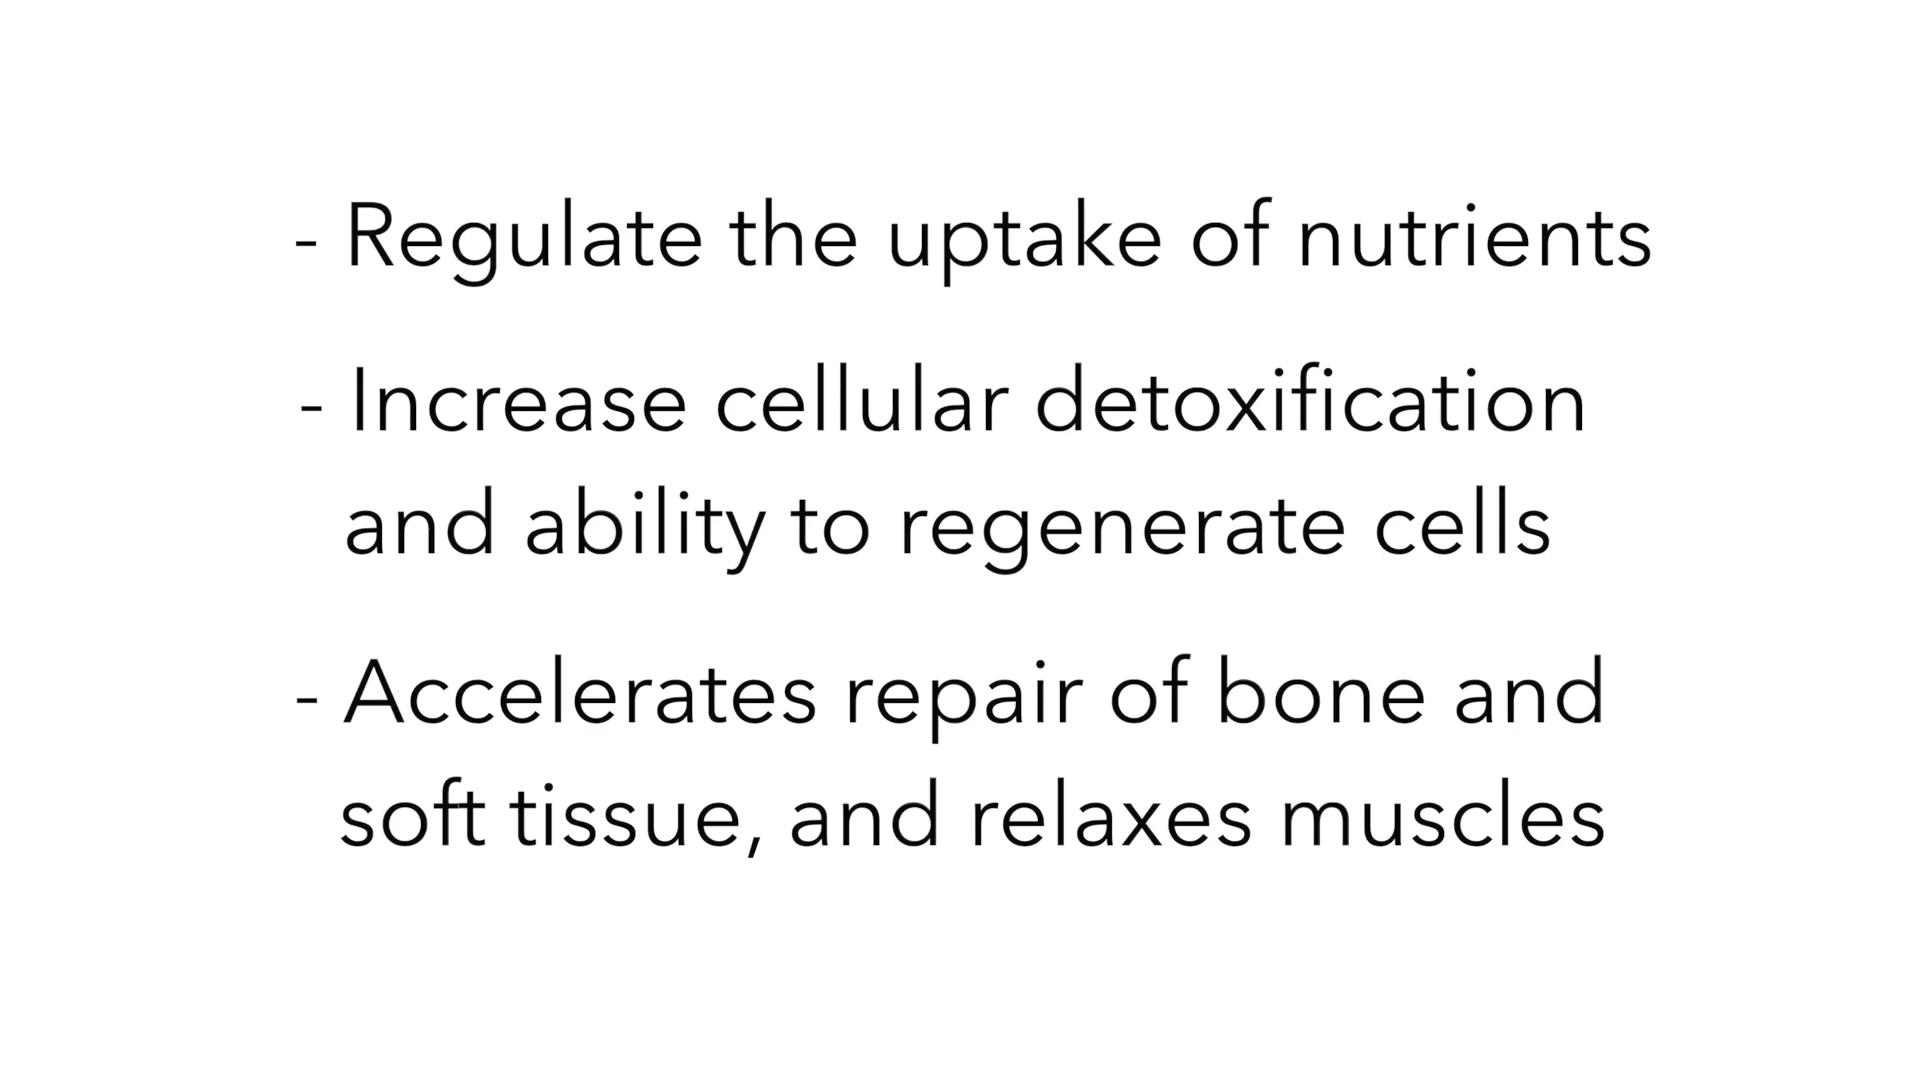 - Regulate the uptake of nutrients
- Increase cellular detoxification
and ability to regenerate cells
- Accelerates repair of bone and
soft tissue, and relaxes muscles